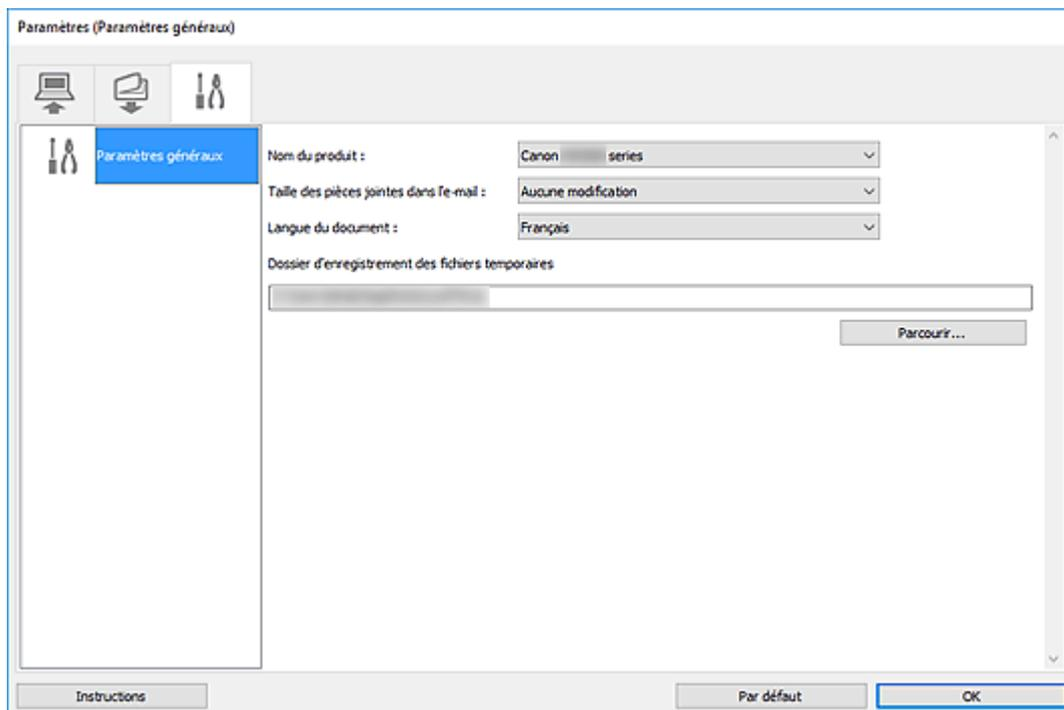 Paramètres (Paramètres généraux)
Paramètres généraux
Nom du produit :
Canon series
Taille des pièces jointes dans l'e-mail :
Aucune modification
Langue du document :
Français
Dossier d'enregistrement des fichiers temporaires
Parcourir...
Instructions
Par défaut
OK